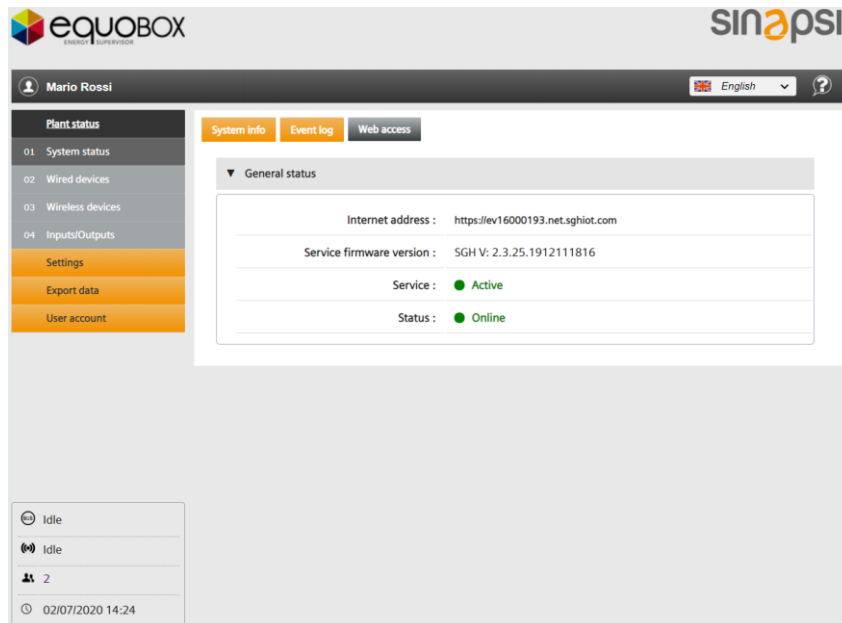 equoBOX
ENERGY SUPERVISOR
sinapsi
Mario Rossi
English
?
Plant status
01 System status
02 Wired devices
03 Wireless devices
04 Inputs/Outputs
Settings
Export data
User account
System info Event log Web access
▼ General status
Internet address : https://ev16000193.net.sghiot.com
Service firmware version : SGH V: 2.3.25.1912111816
Service : Active
Status : Online
BUS Idle
Idle
2
02/07/2020 14:24